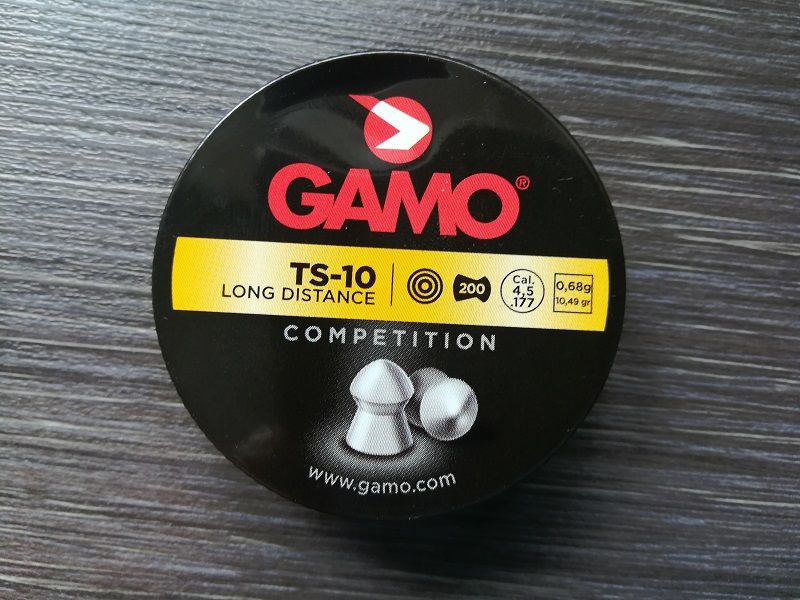 GAMO®
TS-10
LONG DISTANCE
200
Cal.
4,5
.177
0,68g
10,49 gr
COMPETITION
www.gamo.com